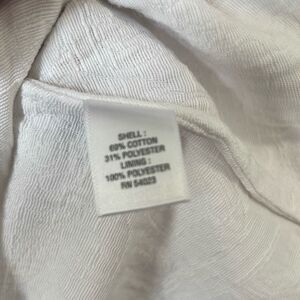 SHELL :
69% COTTON
31% POLYESTER
LINING :
100% POLYESTER
RN 54023